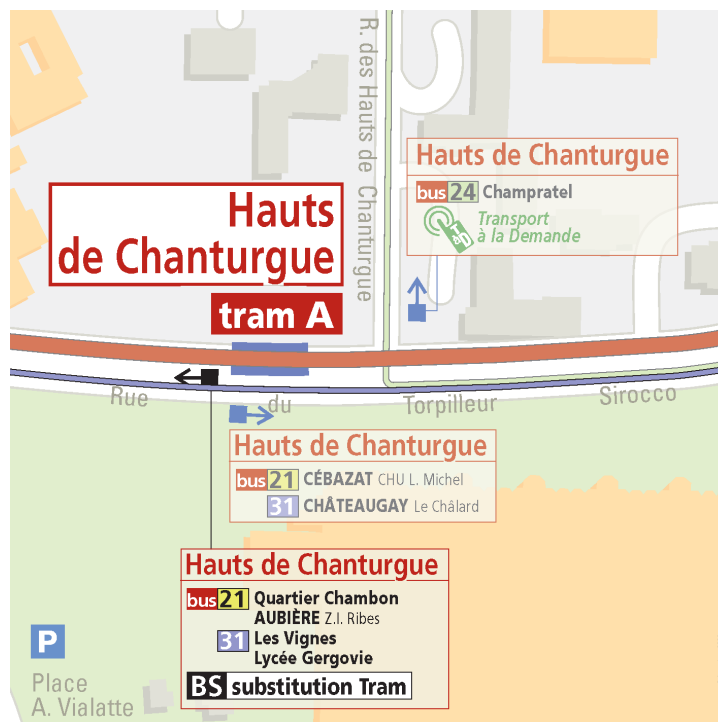 R. des Hauts de Chanturgue
Hauts de Chanturgue
bus 24 Champratel
TàD
Transport
à la Demande
Hauts
de Chanturgue
tram A
Rue du Torpilleur Sirocco
Hauts de Chanturgue
bus 21 CÉBAZAT CHU L. Michel
31 CHÂTEAUGAY Le Châlard
Hauts de Chanturgue
bus 21 Quartier Chambon
AUBIÈRE Z.I. Ribes
31 Les Vignes
Lycée Gergovie
BS substitution Tram
P
Place
A. Vialatte